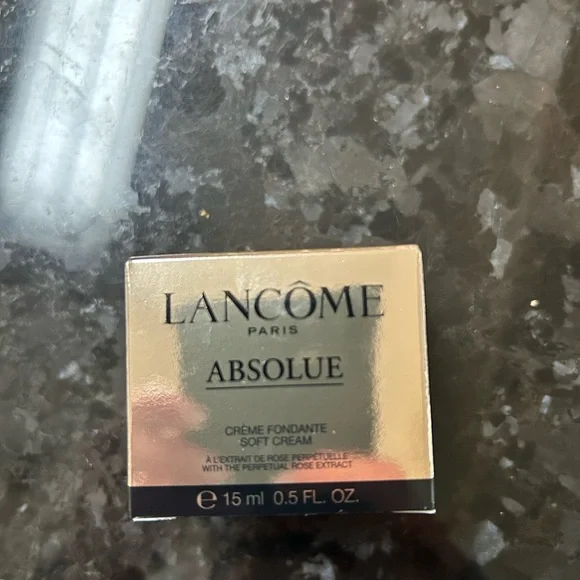 LANCÔME
PARIS
ABSOLUE
CRÈME FONDANTE
SOFT CREAM
À L'EXTRAIT DE ROSE PERPÉTUELLE
WITH THE PERPETUAL ROSE EXTRACT
℮ 15 ml 0.5 FL. OZ.